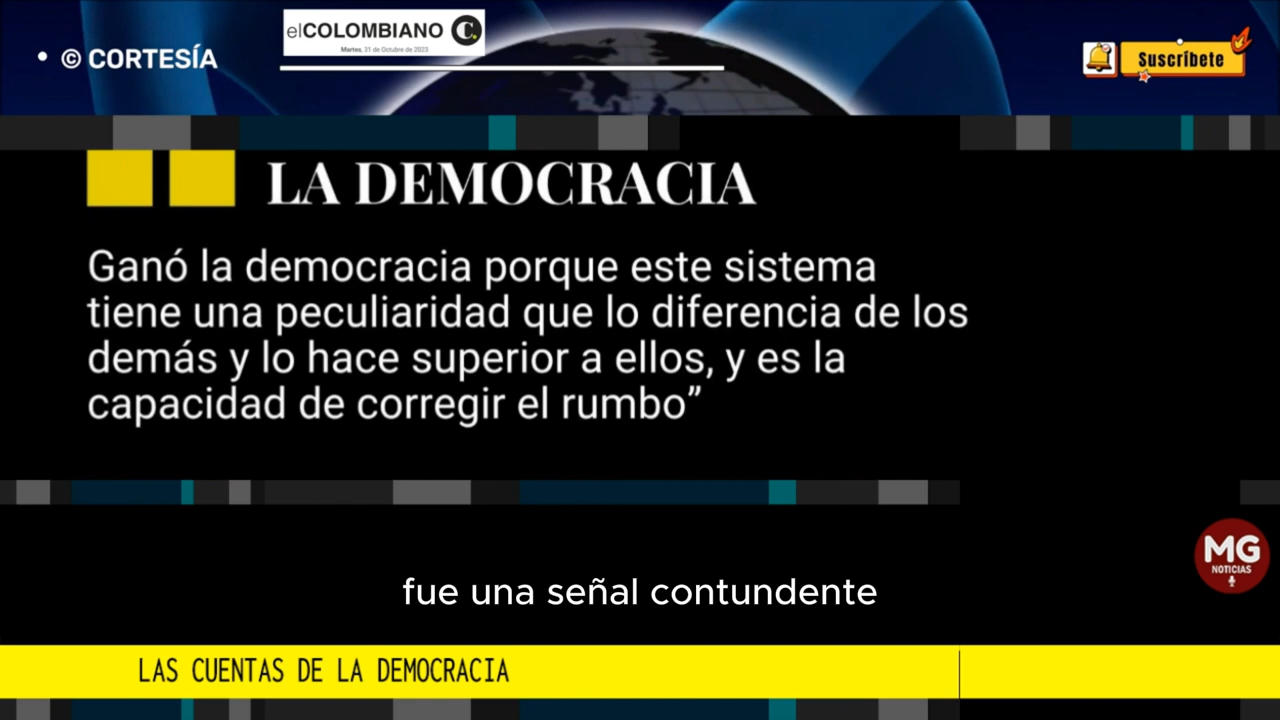 © CORTESÍA
elCOLOMBIANO C.
Martes, 31 de Octubre de 2023
Suscríbete
LA DEMOCRACIA
Ganó la democracia porque este sistema
tiene una peculiaridad que lo diferencia de los
demás y lo hace superior a ellos, y es la
capacidad de corregir el rumbo”
MG
NOTICIAS
fue una señal contundente
LAS CUENTAS DE LA DEMOCRACIA